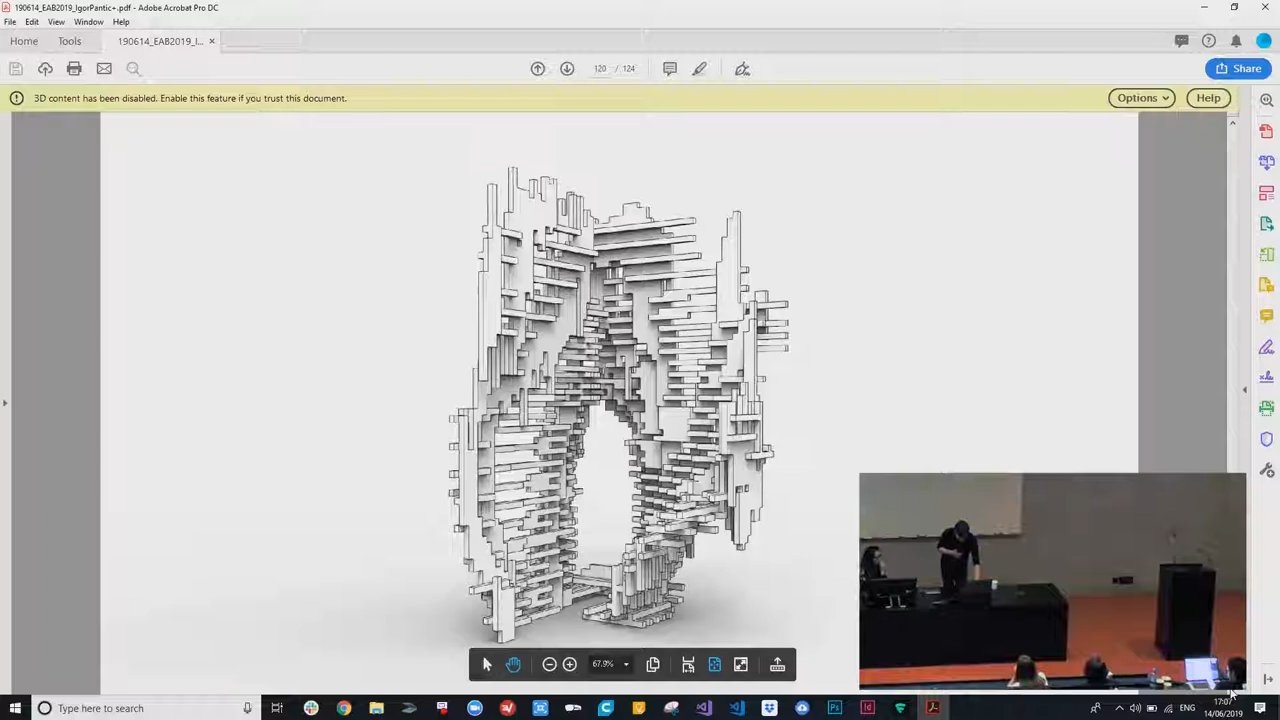 190614_EAB2019_IgorPantic+.pdf - Adobe Acrobat Pro DC
File Edit View Window Help
Home Tools 190614_EAB2019_I...
120 / 124
Share
3D content has been disabled. Enable this feature if you trust this document.
Options
Help
67.9%
Type here to search
ENG
17:07
14/06/2019